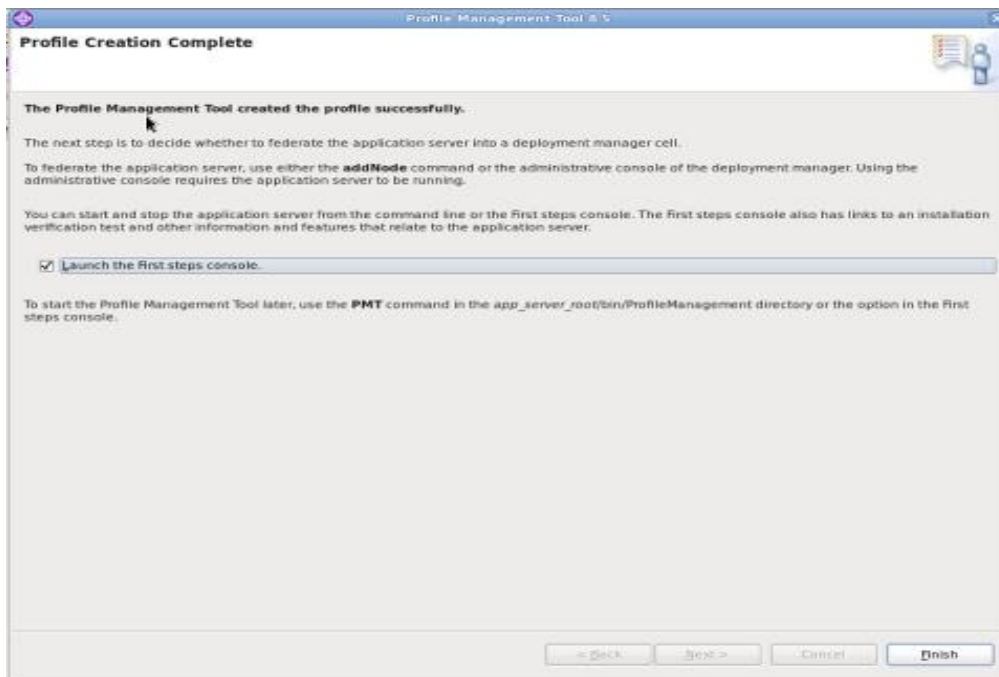 Profile Management Tool 8.5
Profile Creation Complete
The Profile Management Tool created the profile successfully.
The next step is to decide whether to federate the application server into a deployment manager cell.
To federate the application server, use either the addNode command or the administrative console of the deployment manager. Using the
administrative console requires the application server to be running.
You can start and stop the application server from the command line or the First steps console. The First steps console also has links to an installation
verification test and other information and features that relate to the application server.
Launch the First steps console.
To start the Profile Management Tool later, use the PMT command in the app_server_root/bin/ProfileManagement directory or the option in the First
steps console.
< Back Next > Cancel Finish